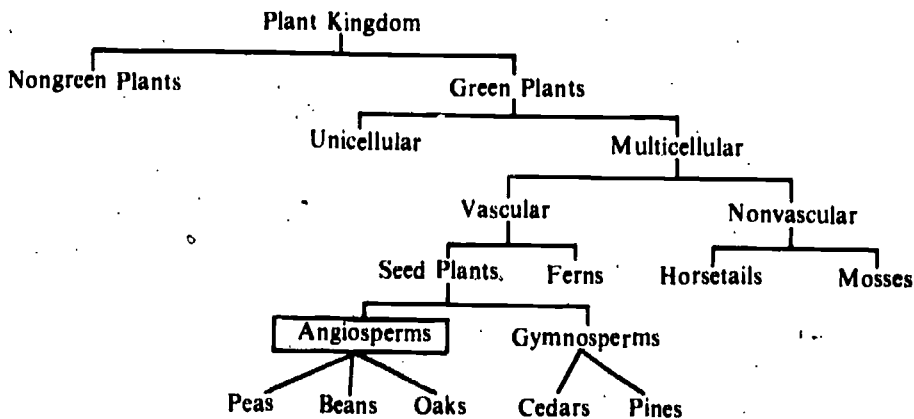 Plant Kingdom
Nongreen Plants
Green Plants
Unicellular
Multicellular
Vascular
Nonvascular
Seed Plants
Ferns
Horsetails
Mosses
Angiosperms
Gymnosperms
Peas
Beans
Oaks
Cedars
Pines